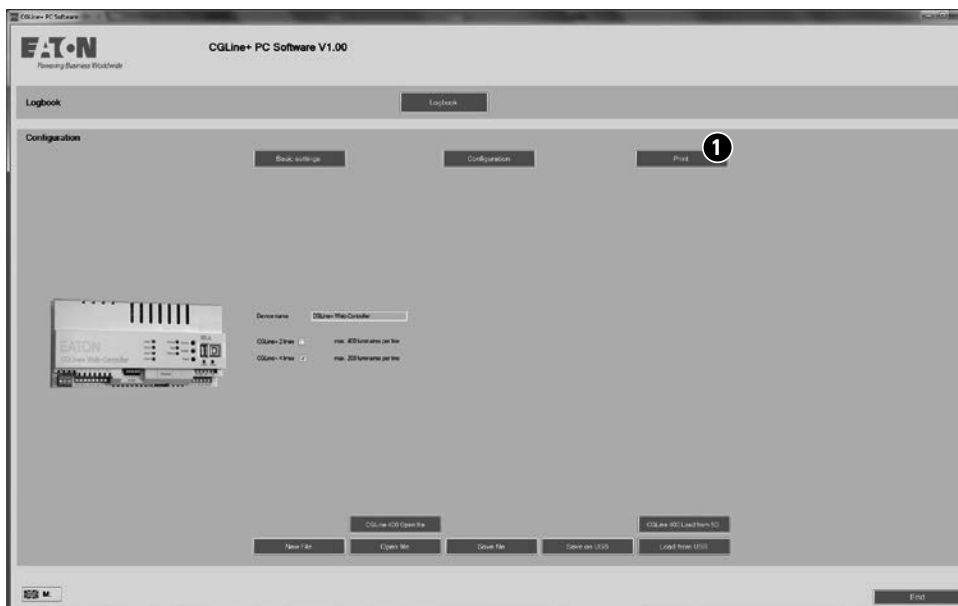 CGLine+ PC Software
EATON
Powering Business Worldwide
CGLine+ PC Software V1.00
Logbook
Logbook
Configuration
Basic settings
Configuration
Print
1
EATON
CGLine+ Web-Controller
Device name
CGLine+ Web-Controller
CGLine+ 2 lines
max. 400 luminaires per line
CGLine+ 4 lines
max. 200 luminaires per line
CGLine 400 Open file
CGLine 400 Load from SD
New File
Open file
Save file
Save on USB
Load from USB
M.
End